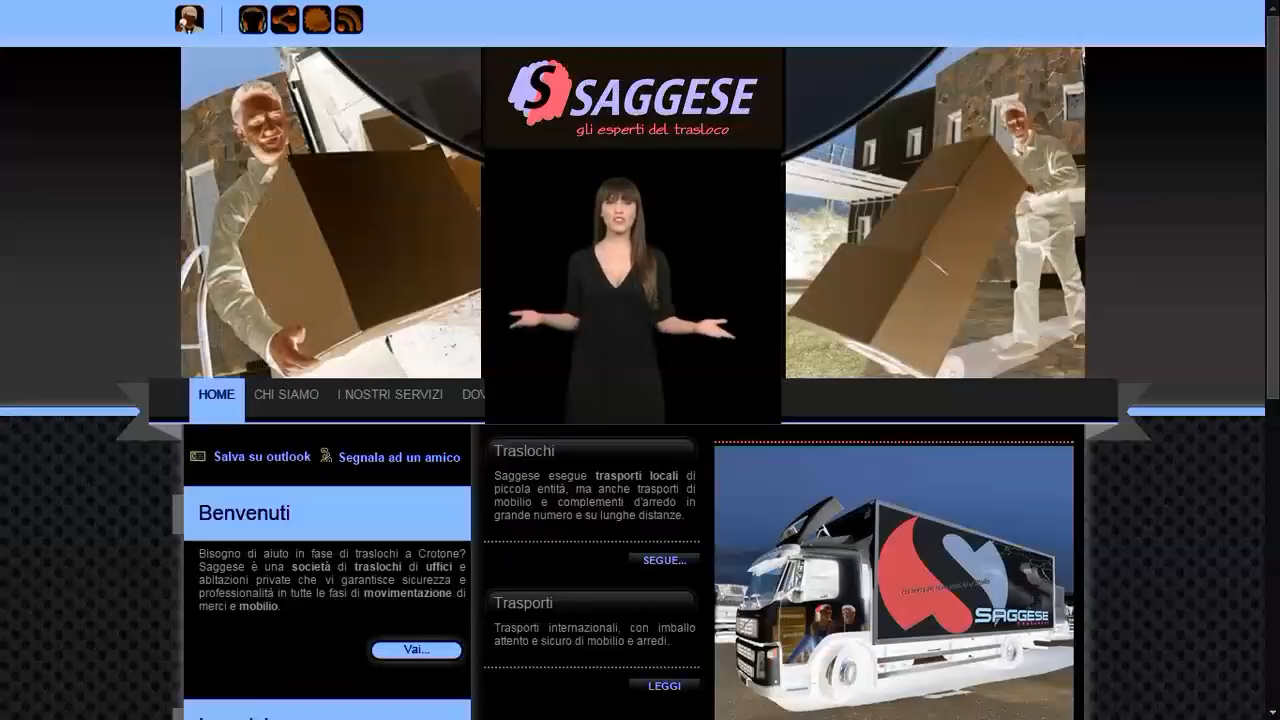 SAGGESE
gli esperti del trasloco
HOME CHI SIAMO I NOSTRI SERVIZI DOV
Salva su outlook Segnala ad un amico
Benvenuti
Bisogno di aiuto in fase di traslochi a Crotone?
Saggese è una società di traslochi di uffici e
abitazioni private che vi garantisce sicurezza e
professionalità in tutte le fasi di movimentazione di
merci e mobilio.
Vai...
Traslochi
Saggese esegue trasporti locali di
piccola entità, ma anche trasporti di
mobilio e complementi d'arredo in
grande numero e su lunghe distanze.
SEGUE...
Trasporti
Trasporti internazionali, con imballo
attento e sicuro di mobilio e arredi.
LEGGI
SAGGESE